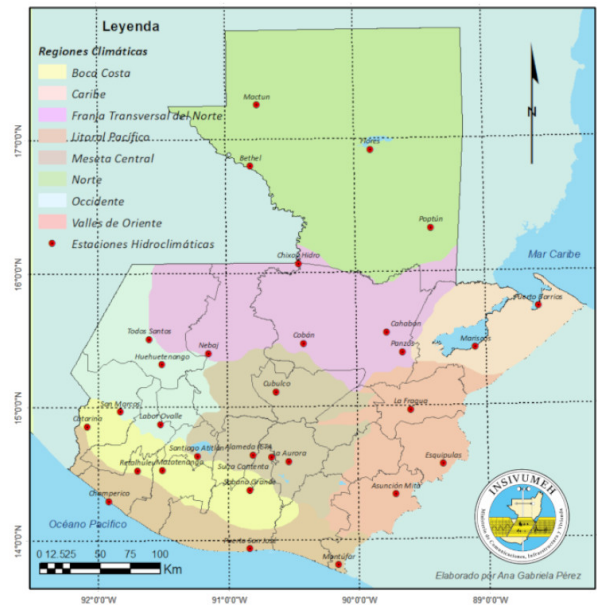 Leyenda
Regiones Climáticas
Boca Costa
Caribe
Franja Transversal del Norte
Litoral Pacífico
Meseta Central
Norte
Occidente
Valles de Oriente
Estaciones Hidroclimáticas
N
Mactun
Flores
Bethel
Poptún
Chixoy Hidro
Mar Caribe
Puerto Barrios
Todos Santos
Nebaj
Cobán
Cahabón
Panzós
Mariscos
Huehuetenango
Cubulco
San Marcos
Catarina
Labor Ovalle
La Fragua
Santiago Atitlán
Alameda ICTA
La Aurora
Esquipulas
Retalhuleu
Mazatenango
Suiza Contenta
Sabana Grande
Asunción Mita
Champerico
Océano Pacífico
Puerto San José
Montúfar
INSIVUMEH
0 12.525 50 75 100
Km
Elaborado por Ana Gabriela Pérez
17°0'0"N
16°0'0"N
15°0'0"N
14°0'0"N
92°0'0"W
91°0'0"W
90°0'0"W
89°0'0"W